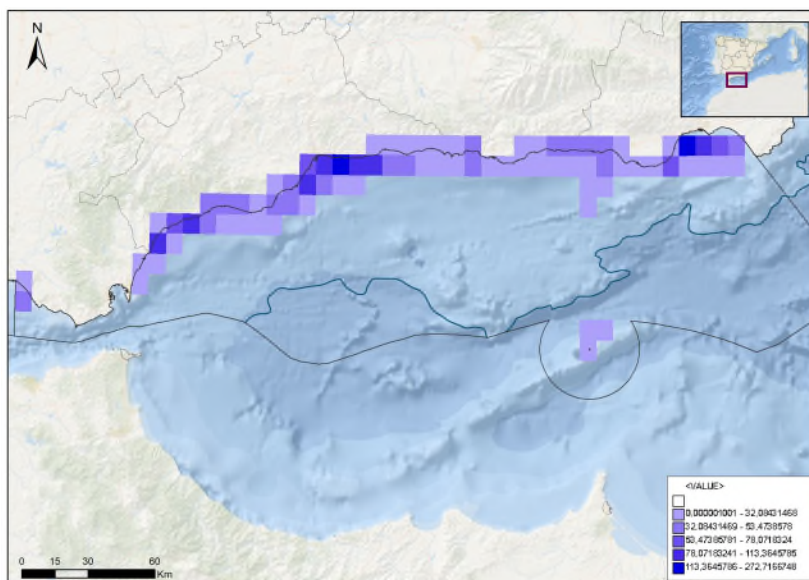 N
0 15 30 60
Km
<VALUE>
0,000001001 - 32,08431468
32,08431469 - 53,4738578
53,47385781 - 78,0718324
78,07183241 - 113,3645785
113,3645786 - 272,7166748